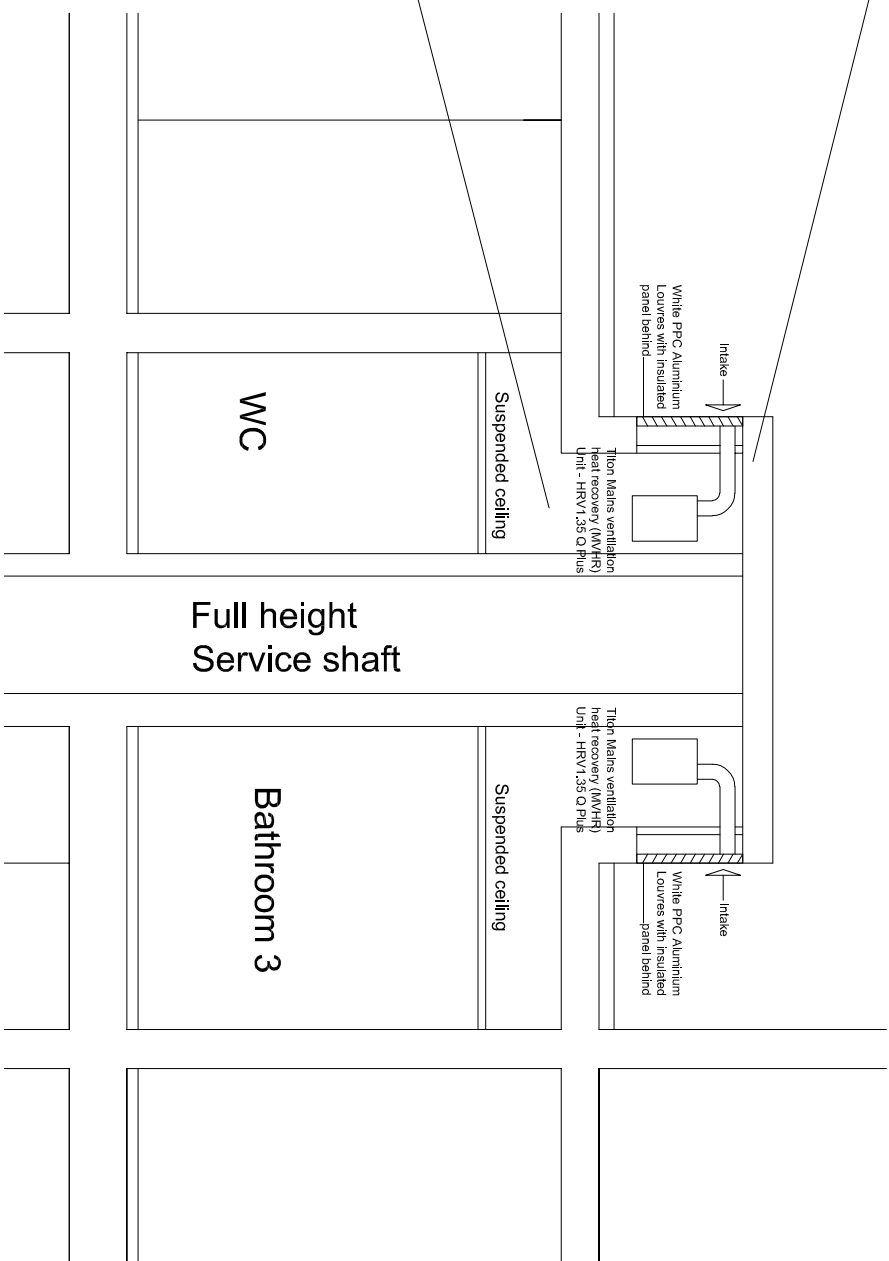 White PPC Aluminium
Louvres with insulated
panel behind
Intake
Titon Mains ventilation
heat recovery (MVHR)
Unit - HRV1.35 Q Plus
Suspended ceiling
WC
Full height
Service shaft
Titon Mains ventilation
heat recovery (MVHR)
Unit - HRV1.35 Q Plus
Suspended ceiling
Bathroom 3
Intake
White PPC Aluminium
Louvres with insulated
panel behind